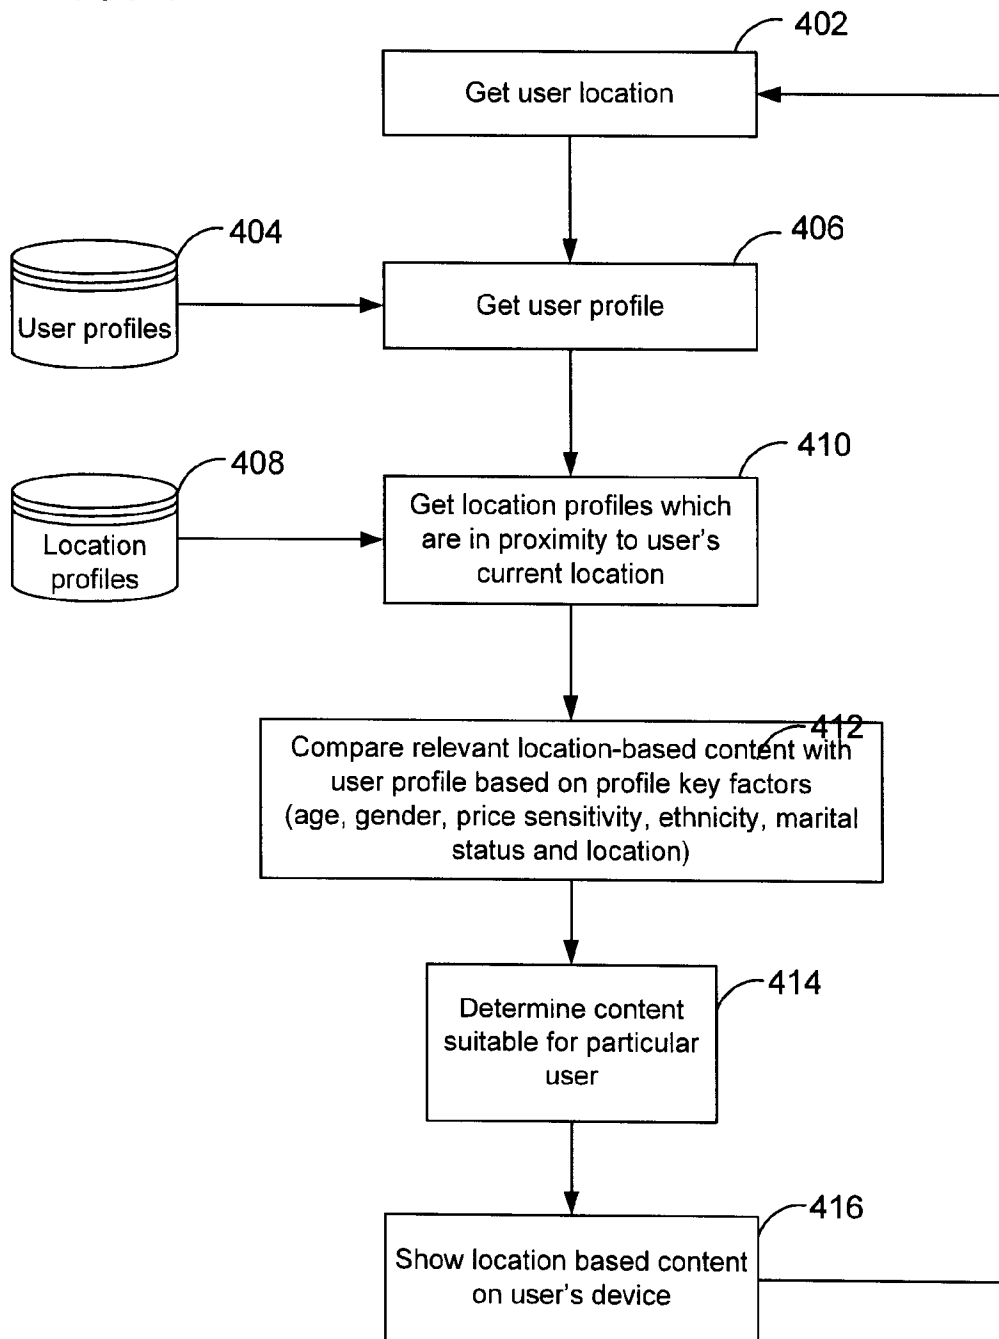 402
Get user location
404
406
User profiles
Get user profile
408
410
Location
profiles
Get location profiles which
are in proximity to user's
current location
412
Compare relevant location-based content with
user profile based on profile key factors
(age, gender, price sensitivity, ethnicity, marital
status and location)
414
Determine content
suitable for particular
user
416
Show location based content
on user's device